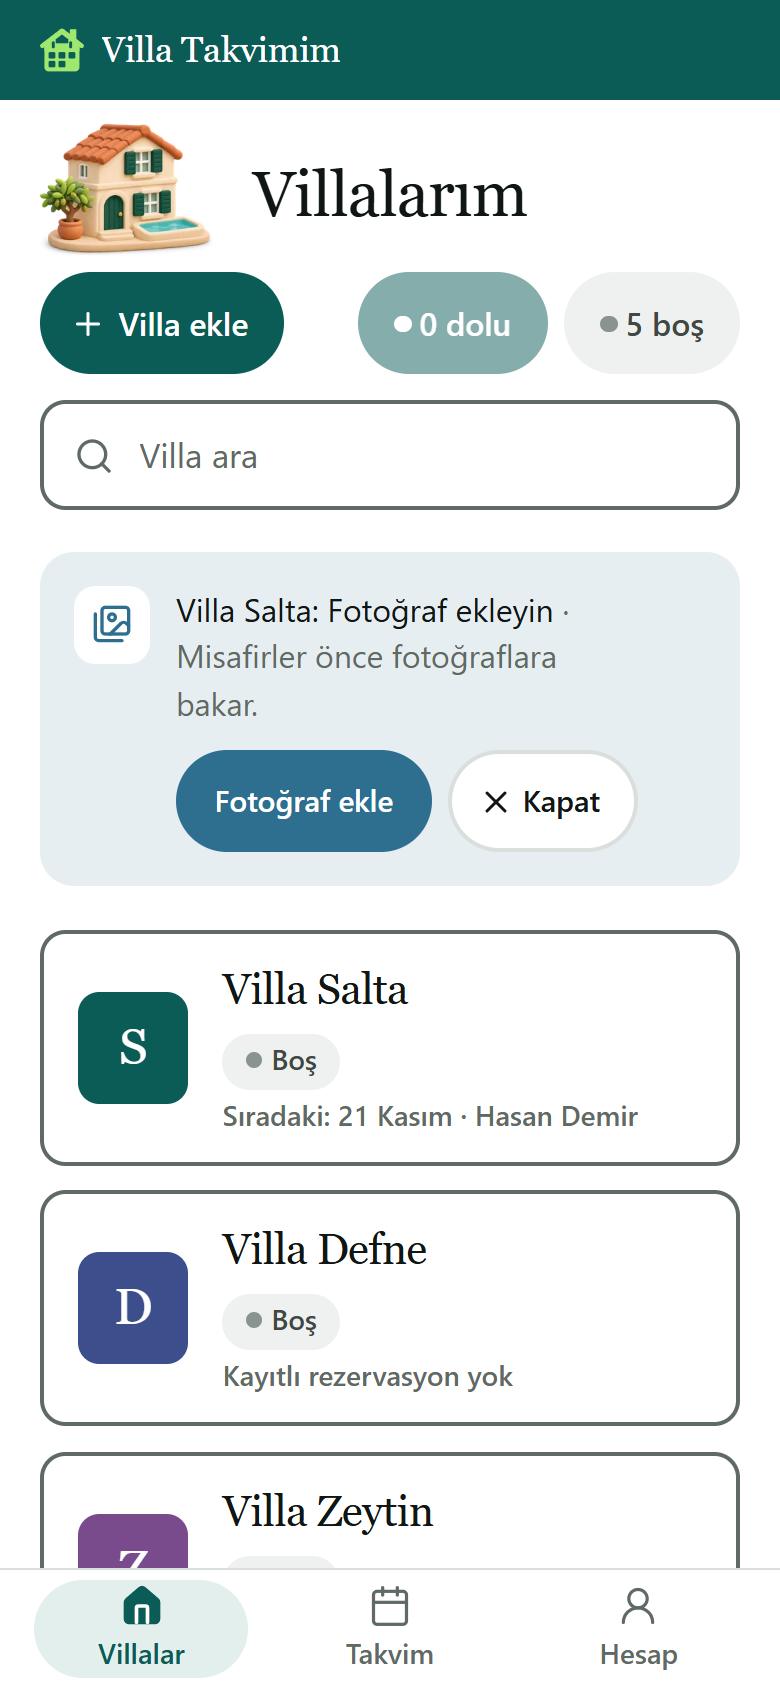 Villa Takvimim
Villalarım
+ Villa ekle
0 dolu
5 boş
Villa ara
Villa Salta: Fotoğraf ekleyin ·
Misafirler önce fotoğraflara
bakar.
Fotoğraf ekle
Kapat
S
Villa Salta
Boş
Sıradaki: 21 Kasım · Hasan Demir
D
Villa Defne
Boş
Kayıtlı rezervasyon yok
Z
Villa Zeytin
Villalar
Takvim
Hesap